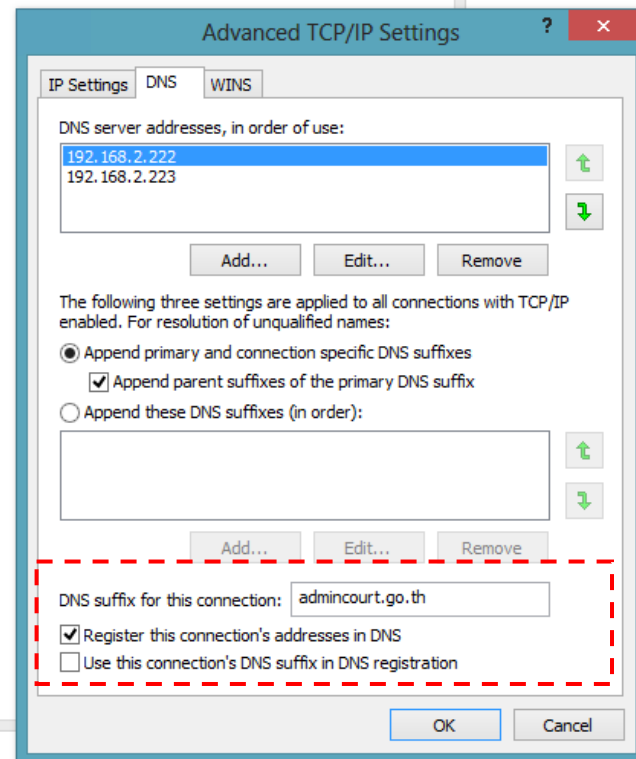 Advanced TCP/IP Settings
?
×
IP Settings
DNS
WINS
DNS server addresses, in order of use:
192.168.2.222
192.168.2.223
Add...
Edit...
Remove
The following three settings are applied to all connections with TCP/IP
enabled. For resolution of unqualified names:
Append primary and connection specific DNS suffixes
Append parent suffixes of the primary DNS suffix
Append these DNS suffixes (in order):
Add...
Edit...
Remove
DNS suffix for this connection:
admincourt.go.th
Register this connection's addresses in DNS
Use this connection's DNS suffix in DNS registration
OK
Cancel